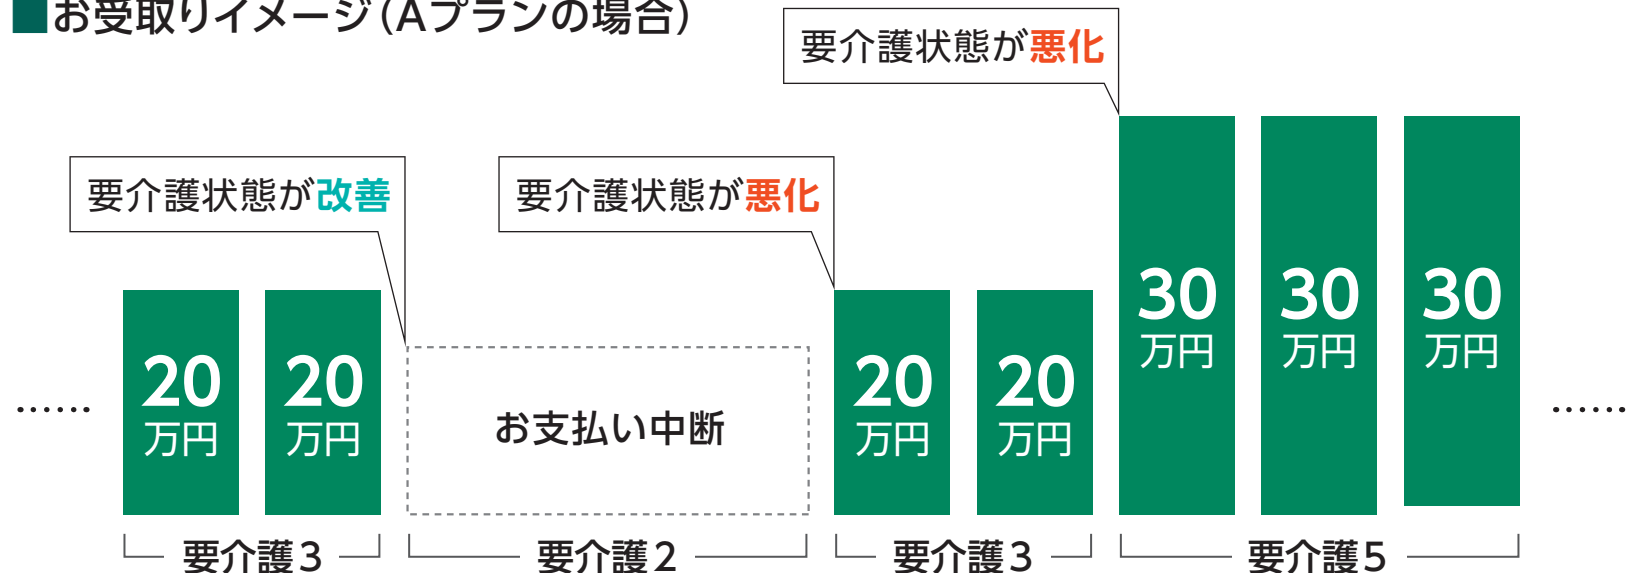 ■お受取りイメージ(Aプランの場合)
要介護状態が悪化
要介護状態が改善
要介護状態が悪化
20
万円
20
万円
お支払い中断
20
万円
20
万円
30
万円
30
万円
30
万円
……
……
要介護3
要介護2
要介護3
要介護5